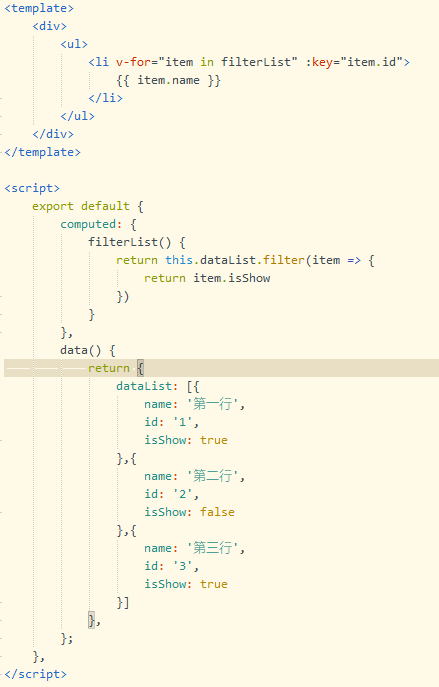 <template>
    <div>
        <ul>
            <li v-for="item in filterList" :key="item.id">
                {{ item.name }}
            </li>
        </ul>
    </div>
</template>

<script>
    export default {
        computed: {
            filterList() {
                return this.dataList.filter(item => {
                    return item.isShow
                })
            }
        },
        data() {
            return {
                dataList: [{
                    name: '第一行',
                    id: '1',
                    isShow: true
                },{
                    name: '第二行',
                    id: '2',
                    isShow: false
                },{
                    name: '第三行',
                    id: '3',
                    isShow: true
                }]
            },
        };
    },
</script>